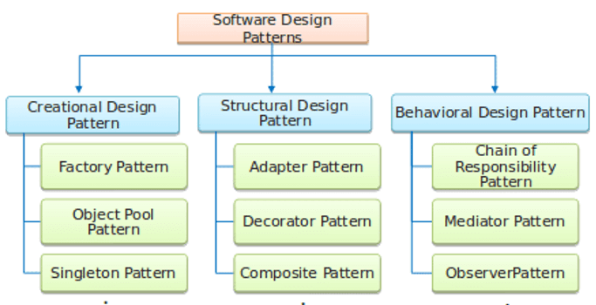 Software Design
Patterns
Creational Design
Pattern
Structural Design
Pattern
Behavioral Design Pattern
Factory Pattern
Adapter Pattern
Chain of
Responsibility
Pattern
Object Pool
Pattern
Decorator Pattern
Mediator Pattern
Singleton Pattern
Composite Pattern
ObserverPattern